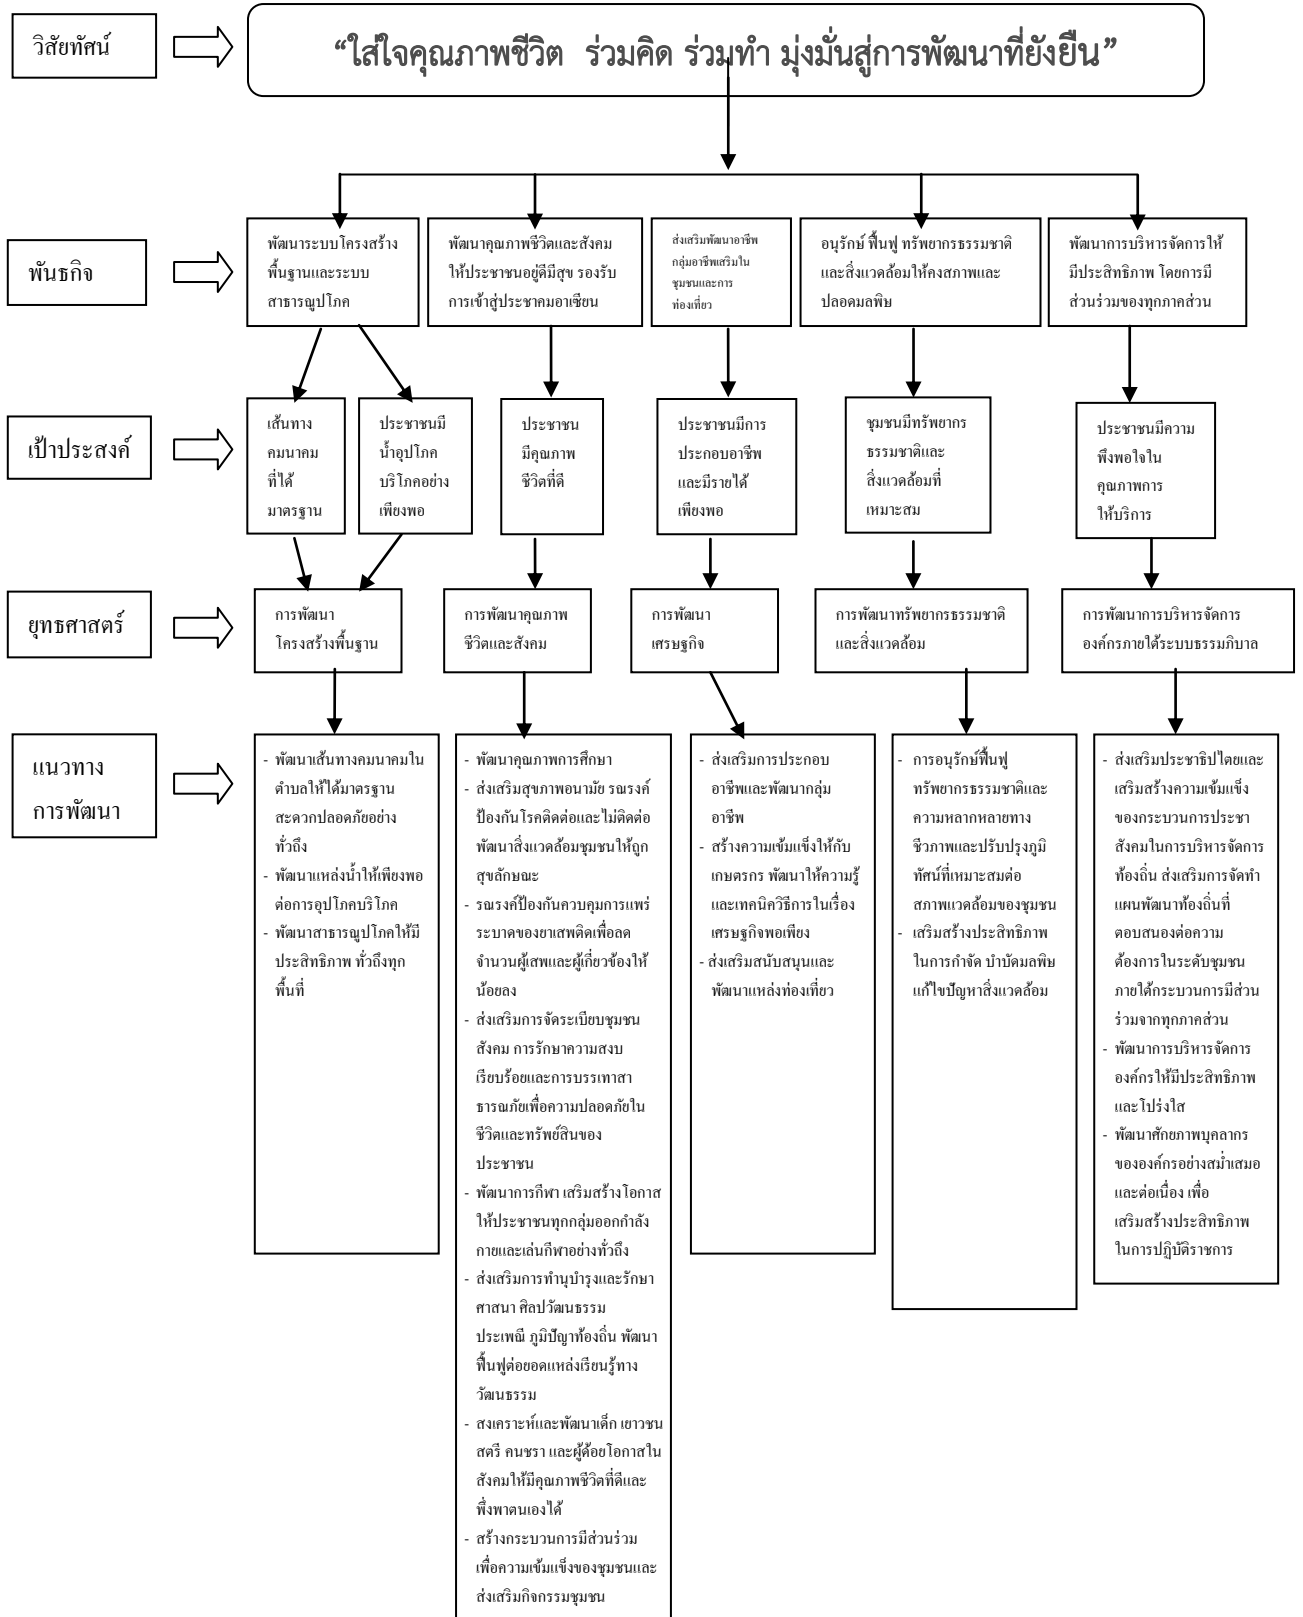 วิสัยทัศน์
“ใส่ใจคุณภาพชีวิต ร่วมคิด ร่วมทำ มุ่งมั่นสู่การพัฒนาที่ยั่งยืน”
พันธกิจ
พัฒนาระบบโครงสร้าง
พื้นฐานและระบบ
สาธารณูปโภค
พัฒนาคุณภาพชีวิตและสังคม
ให้ประชาชนอยู่ดีมีสุข รองรับ
การเข้าสู่ประชาคมอาเซียน
ส่งเสริมพัฒนาอาชีพ
กลุ่มอาชีพเสริมใน
ชุมชนและการ
ท่องเที่ยว
อนุรักษ์ ฟื้นฟู ทรัพยากรธรรมชาติ
และสิ่งแวดล้อมให้คงสภาพและ
ปลอดมลพิษ
พัฒนาการบริหารจัดการให้
มีประสิทธิภาพ โดยการมี
ส่วนร่วมของทุกภาคส่วน
เป้าประสงค์
เส้นทาง
คมนาคม
ที่ได้
มาตรฐาน
ประชาชนมี
น้ำอุปโภค
บริโภคอย่าง
เพียงพอ
ประชาชน
มีคุณภาพ
ชีวิตที่ดี
ประชาชนมีการ
ประกอบอาชีพ
และมีรายได้
เพียงพอ
ชุมชนมีทรัพยากร
ธรรมชาติและ
สิ่งแวดล้อมที่
เหมาะสม
ประชาชนมีความ
พึงพอใจใน
คุณภาพการ
ให้บริการ
ยุทธศาสตร์
การพัฒนา
โครงสร้างพื้นฐาน
การพัฒนาคุณภาพ
ชีวิตและสังคม
การพัฒนา
เศรษฐกิจ
การพัฒนาทรัพยากรธรรมชาติ
และสิ่งแวดล้อม
การพัฒนาการบริหารจัดการ
องค์กรภายใต้ระบบธรรมภิบาล
แนวทาง
การพัฒนา
- พัฒนาเส้นทางคมนาคมใน
ตำบลให้ได้มาตรฐาน
สะดวกปลอดภัยอย่าง
ทั่วถึง
- พัฒนาแหล่งน้ำให้เพียงพอ
ต่อการอุปโภคบริโภค
- พัฒนาสาธารณูปโภคให้มี
ประสิทธิภาพ ทั่วถึงทุก
พื้นที่
- พัฒนาคุณภาพการศึกษา
- ส่งเสริมสุขภาพอนามัย รณรงค์
ป้องกันโรคติดต่อและไม่ติดต่อ
พัฒนาสิ่งแวดล้อมชุมชนให้ถูก
สุขลักษณะ
- รณรงค์ป้องกันควบคุมการแพร่
ระบาดของยาเสพติดเพื่อลด
จำนวนผู้เสพและผู้เกี่ยวข้องให้
น้อยลง
- ส่งเสริมการจัดระเบียบชุมชน
สังคม การรักษาความสงบ
เรียบร้อยและการบรรเทาสา
ธารณภัยเพื่อความปลอดภัยใน
ชีวิตและทรัพย์สินของ
ประชาชน
- พัฒนาการกีฬา เสริมสร้างโอกาส
ให้ประชาชนทุกกลุ่มออกกำลัง
กายและเล่นกีฬาอย่างทั่วถึง
- ส่งเสริมการทำนุบำรุงและรักษา
ศาสนา ศิลปวัฒนธรรม
ประเพณี ภูมิปัญาท้องถิ่น พัฒนา
ฟื้นฟูต่อยอดแหล่งเรียนรู้ทาง
วัฒนธรรม
- สงเคราะห์และพัฒนาเด็ก เยาวชน
สตรี คนชรา และผู้ด้อยโอกาสใน
สังคมให้มีคุณภาพชีวิตที่ดีและ
พึ่งพาตนเองได้
- สร้างกระบวนการมีส่วนร่วม
เพื่อความเข้มแข็งของชุมชนและ
ส่งเสริมกิจกรรมชุมชน
- ส่งเสริมการประกอบ
อาชีพและพัฒนากลุ่ม
อาชีพ
- สร้างความเข้มแข็งให้กับ
เกษตรกร พัฒนาให้ความรู้
และเทคนิควิธีการในเรื่อง
เศรษฐกิจพอเพียง
- ส่งเสริมสนับสนุนและ
พัฒนาแหล่งท่องเที่ยว
- การอนุรักษ์ฟื้นฟู
ทรัพยากรธรรมชาติและ
ความหลากหลายทาง
ชีวภาพและปรับปรุงภูมิ
ทัศน์ที่เหมาะสมต่อ
สภาพแวดล้อมของชุมชน
- เสริมสร้างประสิทธิภาพ
ในการกำจัด บำบัดมลพิษ
แก้ไขปัญหาสิ่งแวดล้อม
- ส่งเสริมประชาธิปไตยและ
เสริมสร้างความเข้มแข็ง
ของกระบวนการประชา
สังคมในการบริหารจัดการ
ท้องถิ่น ส่งเสริมการจัดทำ
แผนพัฒนาท้องถิ่นที่
ตอบสนองต่อความ
ต้องการในระดับชุมชน
ภายใต้กระบวนการมีส่วน
ร่วมจากทุกภาคส่วน
- พัฒนาการบริหารจัดการ
องค์กรให้มีประสิทธิภาพ
และโปร่งใส
- พัฒนาศักยภาพบุคลากร
ขององค์กรอย่างสม่ำเสมอ
และต่อเนื่อง เพื่อ
เสริมสร้างประสิทธิภาพ
ในการปฏิบัติราชการ